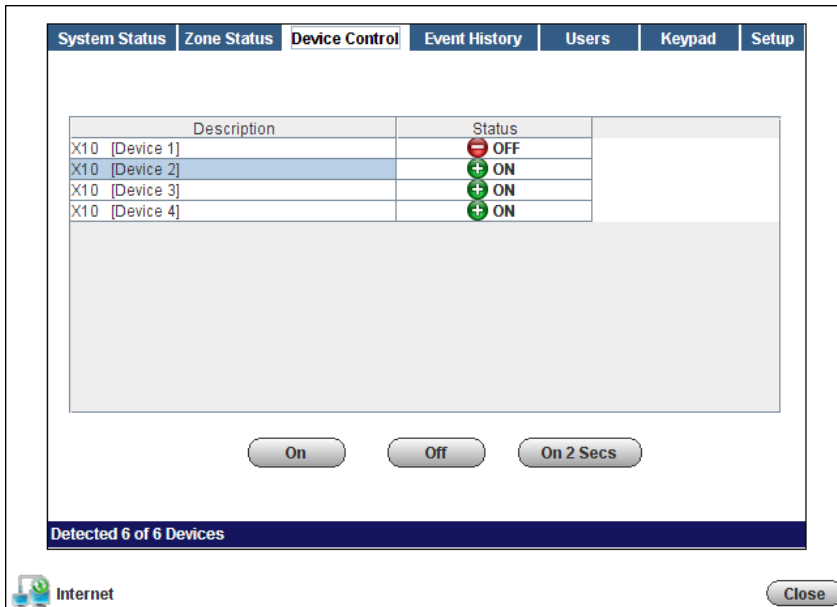 System Status Zone Status Device Control Event History Users Keypad Setup
Description Status
X10 [Device 1] OFF
X10 [Device 2] ON
X10 [Device 3] ON
X10 [Device 4] ON
On Off On 2 Secs
Detected 6 of 6 Devices
Internet Close